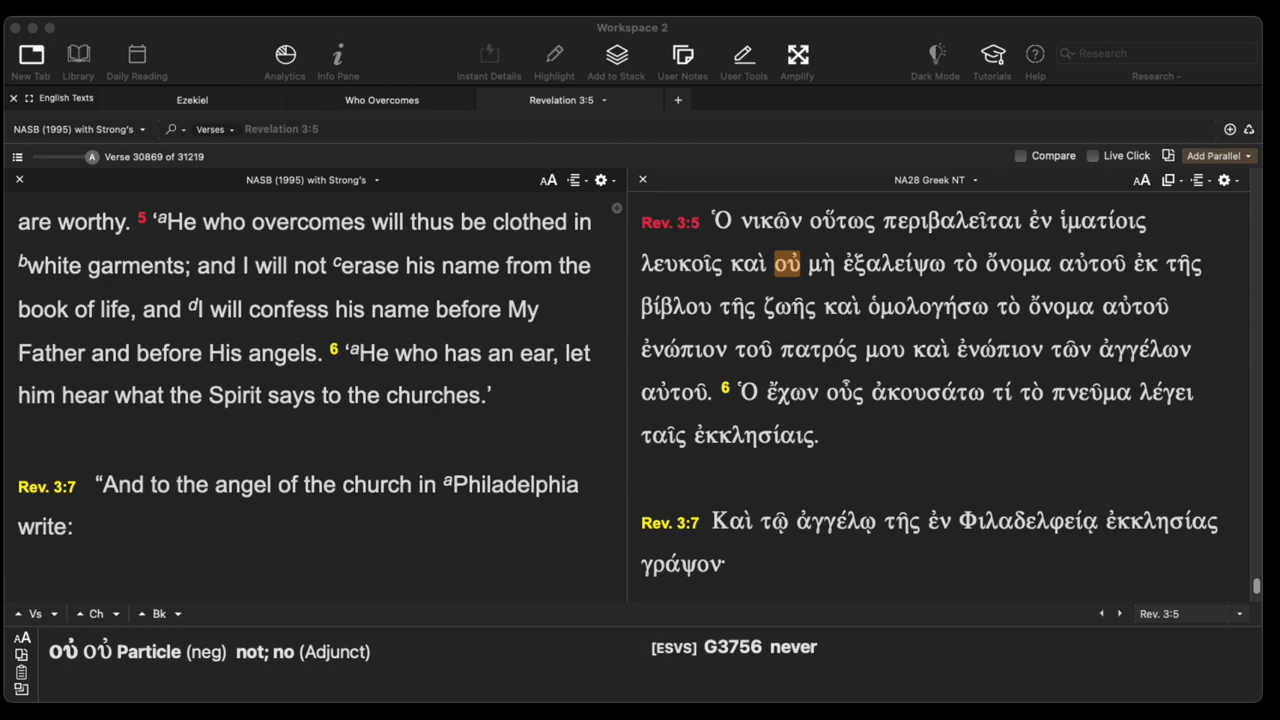 Workspace 2
New Tab Library Daily Reading Analytics Info Pane Instant Details Highlight Add to Stack User Notes User Tools Amplify Dark Mode Tutorials Help Research
Research
English Texts Ezekiel Who Overcomes Revelation 3:5 +
NASB (1995) with Strong's Verses Revelation 3:5
A Verse 30869 of 31219 Compare Live Click Add Parallel
NASB (1995) with Strong's AA
are worthy. 5 ‘aHe who overcomes will thus be clothed in
bwhite garments; and I will not cerase his name from the
book of life, and dI will confess his name before My
Father and before His angels. 6 ‘aHe who has an ear, let
him hear what the Spirit says to the churches.’
Rev. 3:7 “And to the angel of the church in aPhiladelphia
write:
NA28 Greek NT AA
Rev. 3:5 Ὁ νικῶν οὕτως περιβαλεῖται ἐν ἱματίοις
λευκοῖς καὶ οὐ μὴ ἐξαλείψω τὸ ὄνομα αὐτοῦ ἐκ τῆς
βίβλου τῆς ζωῆς καὶ ὁμολογήσω τὸ ὄνομα αὐτοῦ
ἐνώπιον τοῦ πατρός μου καὶ ἐνώπιον τῶν ἀγγέλων
αὐτοῦ. 6 Ὁ ἔχων οὖς ἀκουσάτω τί τὸ πνεῦμα λέγει
ταῖς ἐκκλησίαις.
Rev. 3:7 Καὶ τῷ ἀγγέλῳ τῆς ἐν Φιλαδελφείᾳ ἐκκλησίας
γράψον·
Vs Ch Bk Rev. 3:5
AA
οὐ οὐ Particle (neg) not; no (Adjunct)
[ESVS] G3756 never